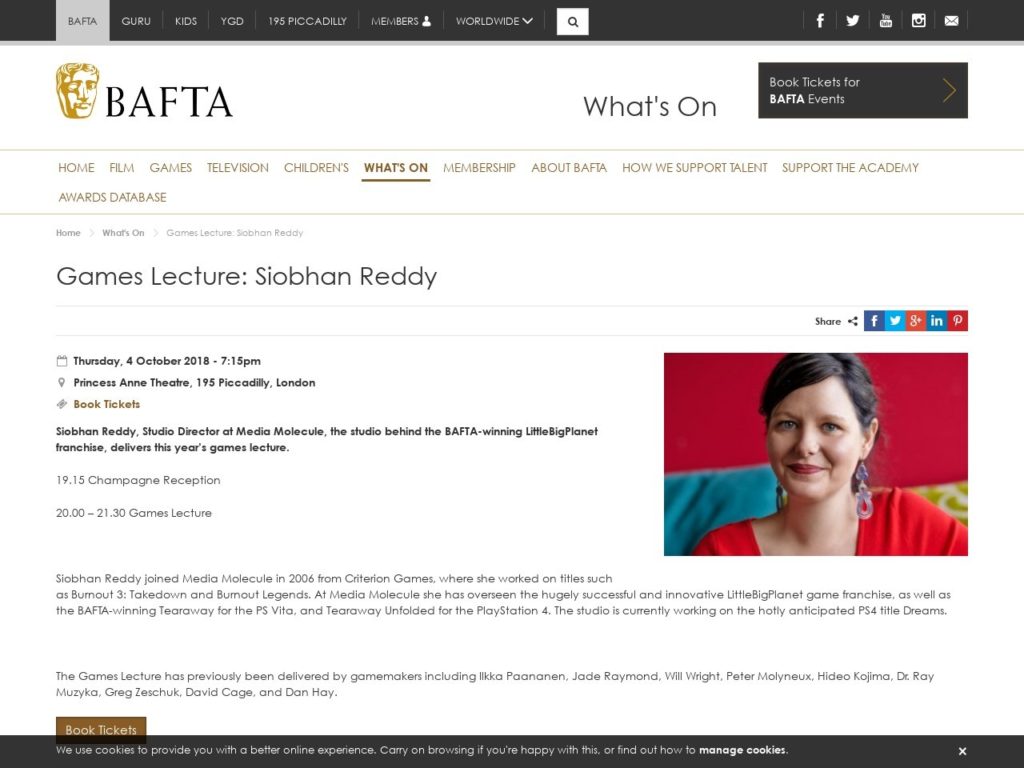 BAFTA GURU KIDS YGD 195 PICCADILLY MEMBERS WORLDWIDE
BAFTA
What's On
Book Tickets for
BAFTA Events
HOME FILM GAMES TELEVISION CHILDREN'S WHAT'S ON MEMBERSHIP ABOUT BAFTA HOW WE SUPPORT TALENT SUPPORT THE ACADEMY
AWARDS DATABASE
Home What's On Games Lecture: Siobhan Reddy
Games Lecture: Siobhan Reddy
Share
Thursday, 4 October 2018 - 7:15pm
Princess Anne Theatre, 195 Piccadilly, London
Book Tickets
Siobhan Reddy, Studio Director at Media Molecule, the studio behind the BAFTA-winning LittleBigPlanet
franchise, delivers this year's games lecture.
19.15 Champagne Reception
20.00 – 21.30 Games Lecture
Siobhan Reddy joined Media Molecule in 2006 from Criterion Games, where she worked on titles such
as Burnout 3: Takedown and Burnout Legends. At Media Molecule she has overseen the hugely successful and innovative LittleBigPlanet game franchise, as well as
the BAFTA-winning Tearaway for the PS Vita, and Tearaway Unfolded for the PlayStation 4. The studio is currently working on the hotly anticipated PS4 title Dreams.
The Games Lecture has previously been delivered by gamemakers including Ilkka Paananen, Jade Raymond, Will Wright, Peter Molyneux, Hideo Kojima, Dr. Ray
Muzyka, Greg Zeschuk, David Cage, and Dan Hay.
Book Tickets
We use cookies to provide you with a better online experience. Carry on browsing if you're happy with this, or find out how to manage cookies.